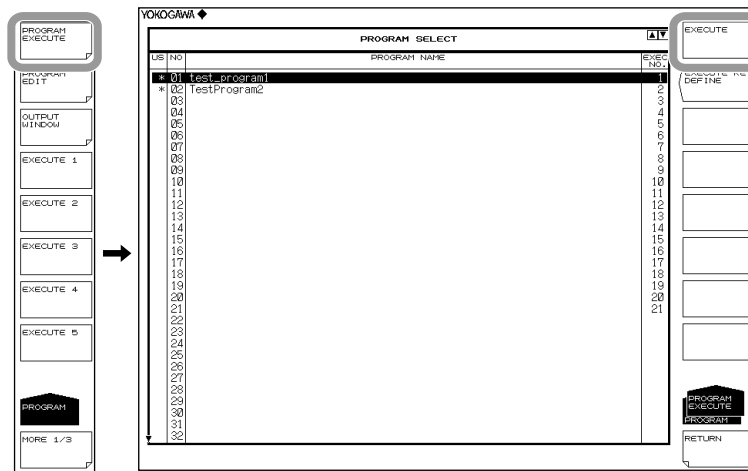 YOKOGAWA
PROGRAM
EXECUTE
PROGRAM
EDIT
OUTPUT
WINDOW
EXECUTE 1
EXECUTE 2
EXECUTE 3
EXECUTE 4
EXECUTE 5
PROGRAM
MORE 1/3
PROGRAM SELECT
US NO PROGRAM NAME EXEC NO.
* 01 test_program1 1
* 02 TestProgram2 2
03 3
04 4
05 5
06 6
07 7
08 8
09 9
10 10
11 11
12 12
13 13
14 14
15 15
16 16
17 17
18 18
19 19
20 20
21 21
22
23
24
25
26
27
28
29
30
31
32
EXECUTE
EXECUTE KE
DEFINE
PROGRAM
EXECUTE
PROGRAM
RETURN